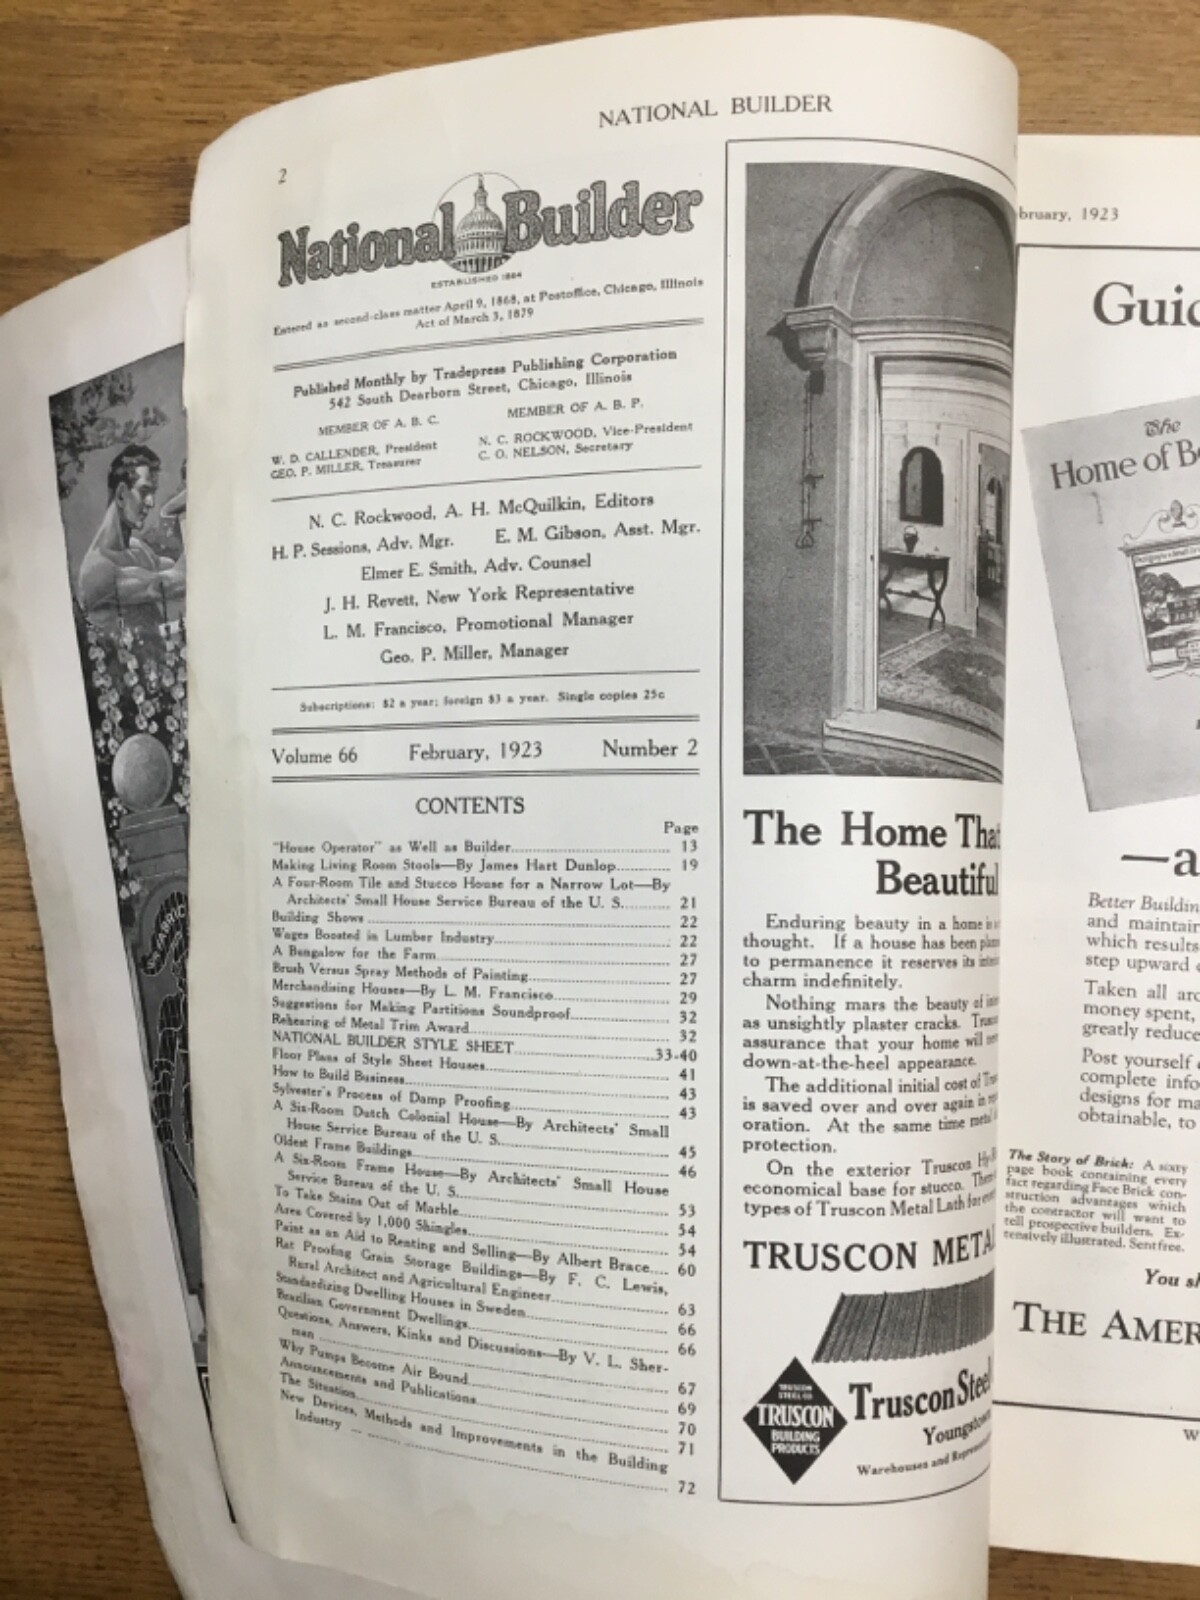 NATIONAL BUILDER
2
National Builder
ESTABLISHED 1884
Entered as second-class matter April 9, 1868, at Postoffice, Chicago, Illinois
Act of March 3, 1879
Published Monthly by Tradepress Publishing Corporation
542 South Dearborn Street, Chicago, Illinois
MEMBER OF A. B. C. MEMBER OF A. B. P.
W. D. CALLENDER, President N. C. ROCKWOOD, Vice-President
GEO. P. MILLER, Treasurer C. O. NELSON, Secretary
N. C. Rockwood, A. H. McQuilkin, Editors
H. P. Sessions, Adv. Mgr. E. M. Gibson, Asst. Mgr.
Elmer E. Smith, Adv. Counsel
J. H. Revett, New York Representative
L. M. Francisco, Promotional Manager
Geo. P. Miller, Manager
Subscriptions: $2 a year; foreign $3 a year. Single copies 25c
Volume 66 February, 1923 Number 2
CONTENTS
Page
"House Operator" as Well as Builder 13
Making Living Room Stools—By James Hart Dunlop 19
A Four-Room Tile and Stucco House for a Narrow Lot—By
Architects' Small House Service Bureau of the U. S. 21
Building Shows 22
Wages Boosted in Lumber Industry 22
A Bungalow for the Farm 27
Brush Versus Spray Methods of Painting 27
Merchandising Houses—By L. M. Francisco 29
Suggestions for Making Partitions Soundproof 32
Rehearing of Metal Trim Award 32
NATIONAL BUILDER STYLE SHEET 33-40
Floor Plans of Style Sheet Houses 41
How to Build Business 43
Sylvester's Process of Damp Proofing 43
A Six-Room Dutch Colonial House—By Architects' Small
House Service Bureau of the U. S. 45
Oldest Frame Buildings 46
A Six-Room Frame House—By Architects' Small House
Service Bureau of the U. S. 53
To Take Stains Out of Marble 54
Area Covered by 1,000 Shingles 54
Paint as an Aid to Renting and Selling—By Albert Brace 60
Rat Proofing Grain Storage Buildings—By F. C. Lewis,
Rural Architect and Agricultural Engineer 63
Standardizing Dwelling Houses in Sweden 66
Brazilian Government Dwellings 66
Questions, Answers, Kinks and Discussions—By V. L. Sher-
man 67
Why Pumps Become Air Bound 69
Announcements and Publications 70
The Situation 71
New Devices, Methods and Improvements in the Building
Industry 72
The Home That
Beautiful
Enduring beauty in a home is
thought. If a house has been
to permanence it reserves its
charm indefinitely.
Nothing mars the beauty of
as unsightly plaster cracks.
assurance that your home will
down-at-the-heel appearance.
The additional initial cost of
is saved over and over again in
oration. At the same time metal
protection.
On the exterior Truscon
economical base for stucco.
types of Truscon Metal Lath for
TRUSCON META
TRUSCON
STEEL CO
TRUSCON
BUILDING
PRODUCTS
Truscon Steel
Youngstow
Warehouses and
bruary, 1923
Guid
The
Home of Be
—a
Better Buildin
and maintain
which results
step upward
Taken all arc
money spent,
greatly reduce
Post yourself
complete info
designs for ma
obtainable, to
The Story of Brick: A sixty
page book containing every
fact regarding Face Brick con-
struction advantages which
the contractor will want to
tell prospective builders. Ex-
tensively illustrated. Sent free.
You sh
THE AMER
W
FABRIC